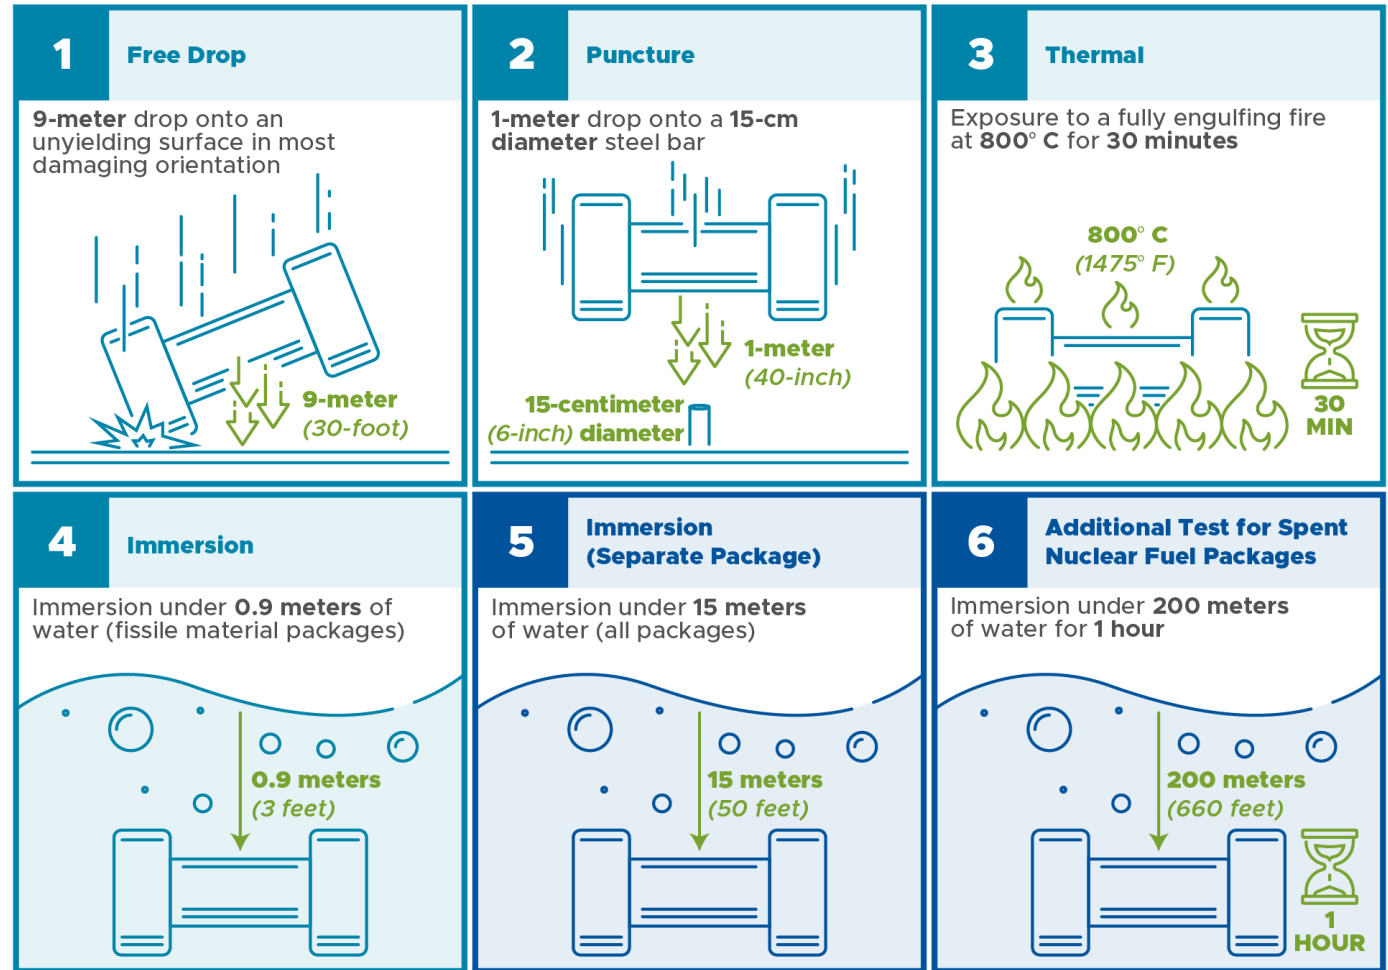 1
Free Drop
9-meter drop onto an
unyielding surface in most
damaging orientation
9-meter
(30-foot)
2
Puncture
1-meter drop onto a 15-cm
diameter steel bar
1-meter
(40-inch)
15-centimeter
(6-inch) diameter
3
Thermal
Exposure to a fully engulfing fire
at 800° C for 30 minutes
800° C
(1475° F)
30
MIN
4
Immersion
Immersion under 0.9 meters of
water (fissile material packages)
0.9 meters
(3 feet)
5
Immersion
(Separate Package)
Immersion under 15 meters
of water (all packages)
15 meters
(50 feet)
6
Additional Test for Spent
Nuclear Fuel Packages
Immersion under 200 meters
of water for 1 hour
200 meters
(660 feet)
1
HOUR